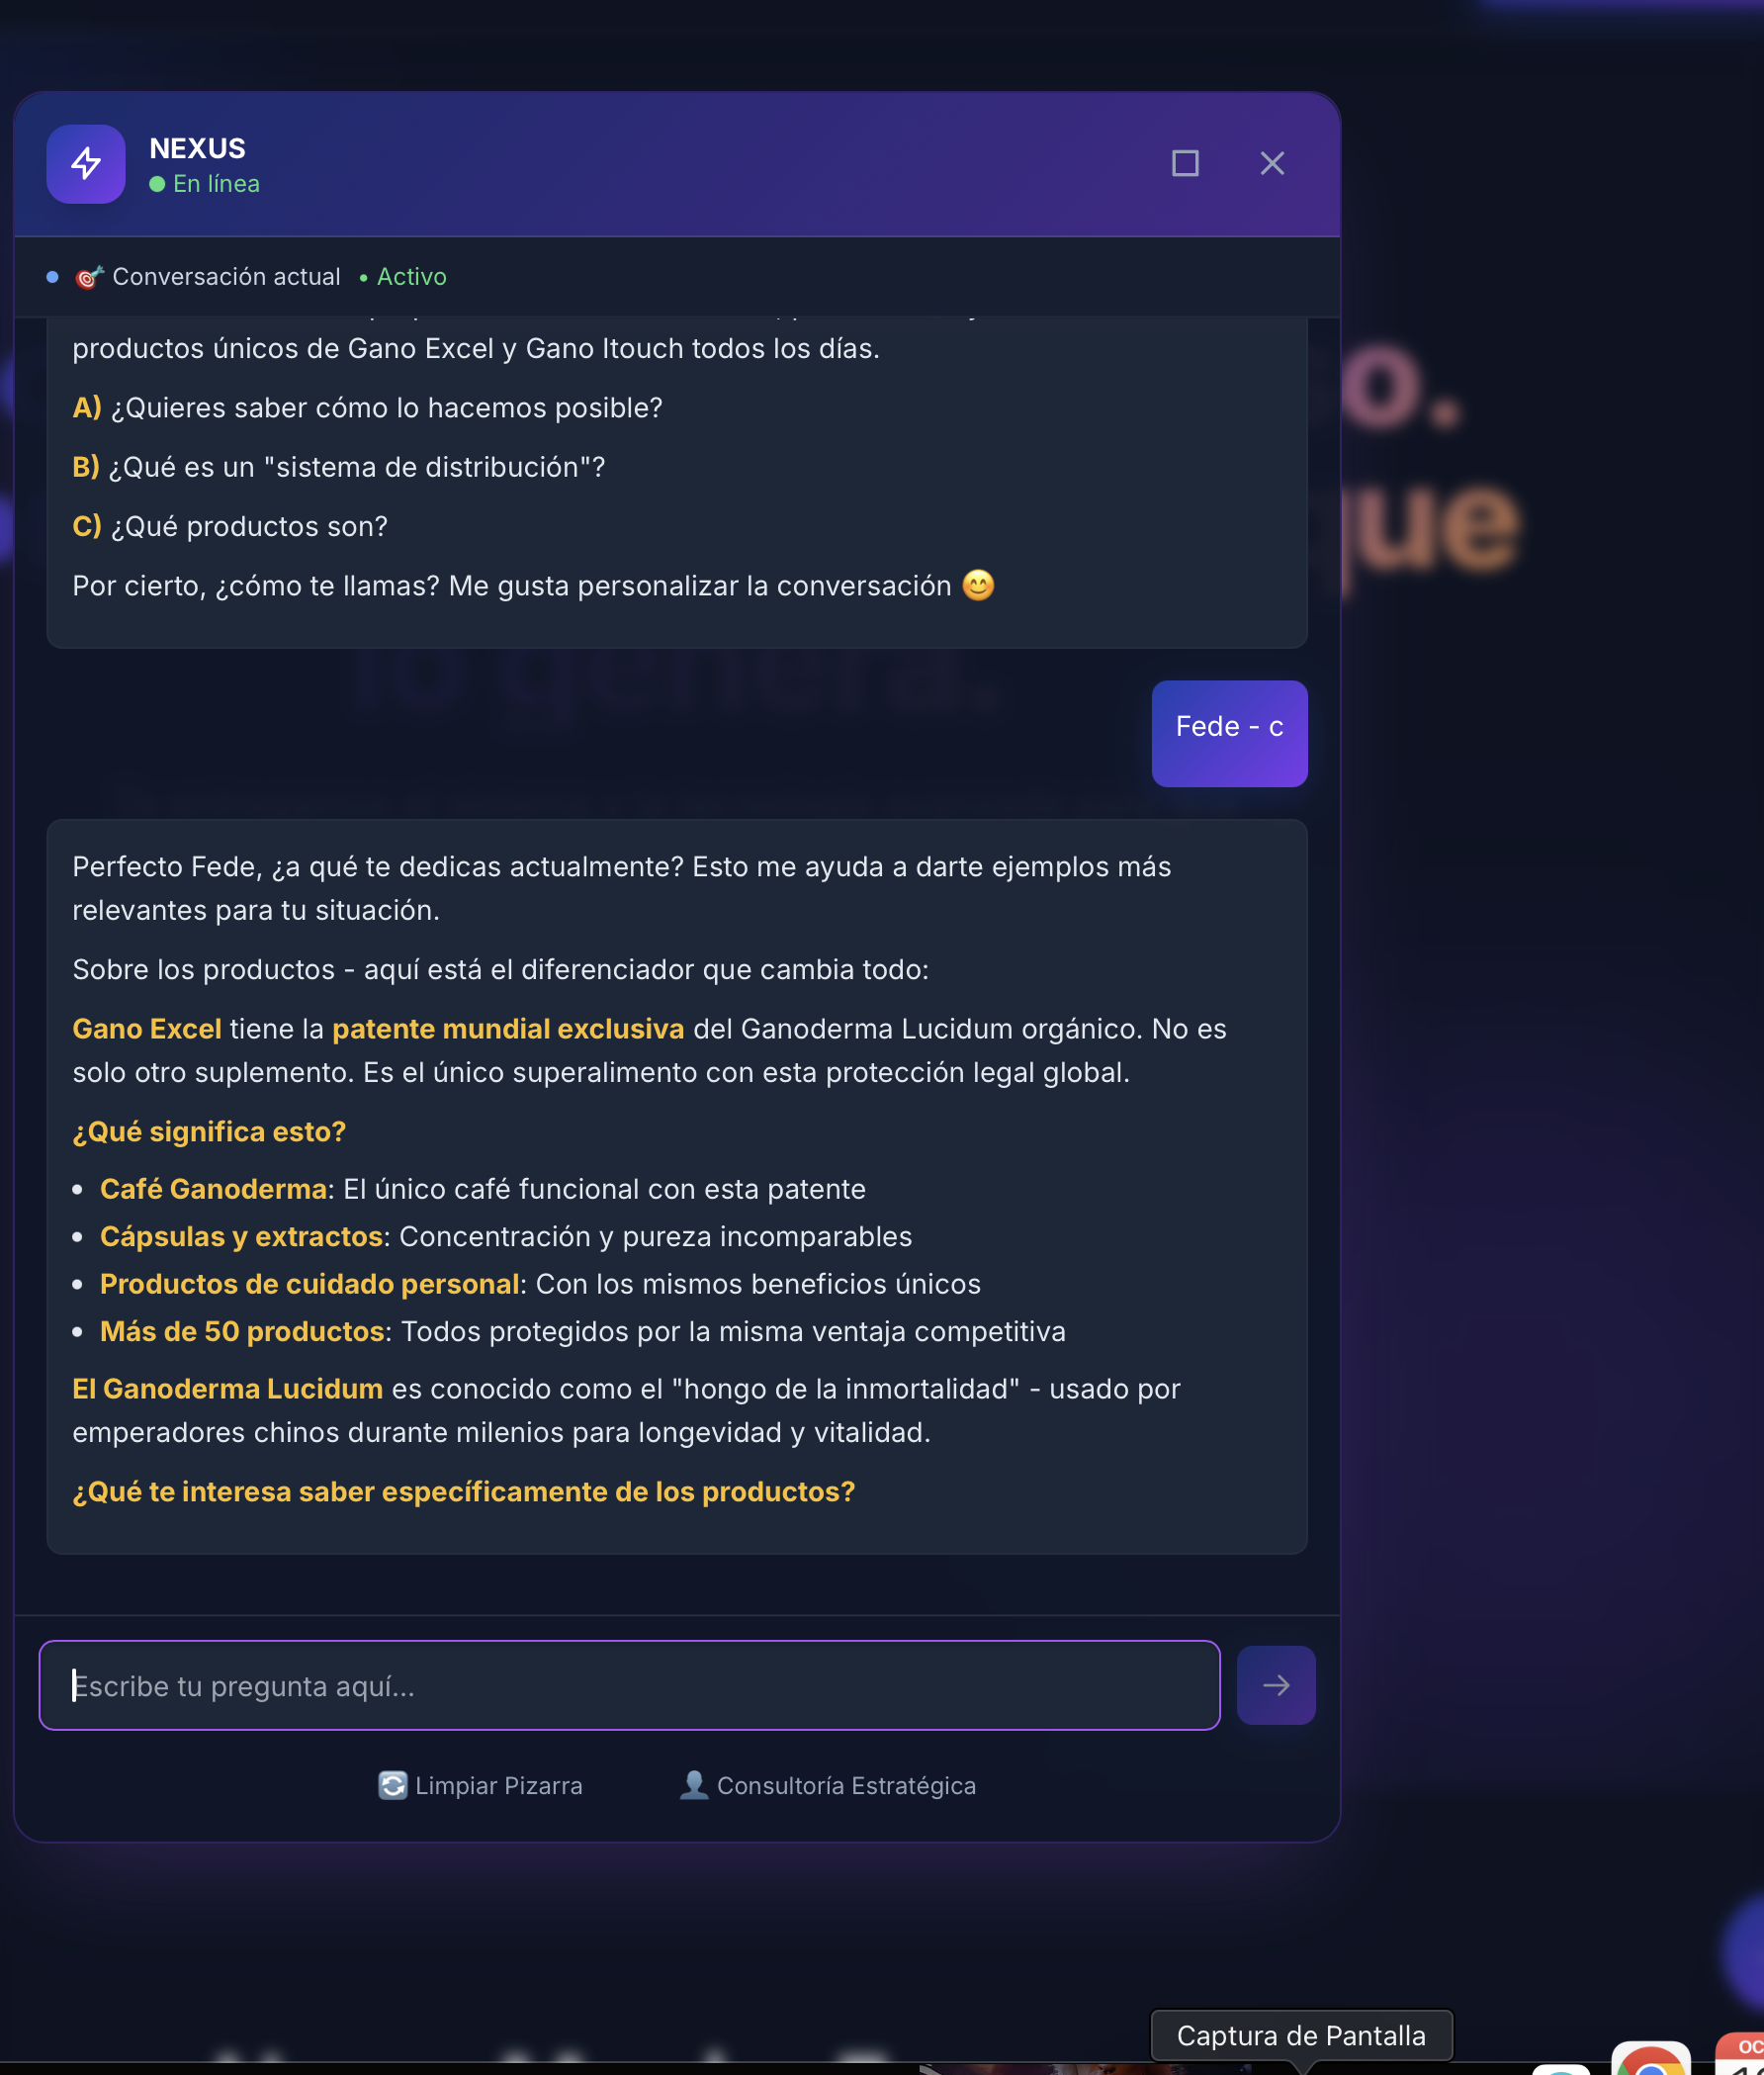 NEXUS
En línea
🎯 Conversación actual • Activo
productos únicos de Gano Excel y Gano Itouch todos los días.
A) ¿Quieres saber cómo lo hacemos posible?
B) ¿Qué es un "sistema de distribución"?
C) ¿Qué productos son?
Por cierto, ¿cómo te llamas? Me gusta personalizar la conversación 😊
o.
que
lo genera.
Fede - c
Perfecto Fede, ¿a qué te dedicas actualmente? Esto me ayuda a darte ejemplos más
relevantes para tu situación.
Sobre los productos - aquí está el diferenciador que cambia todo:
Gano Excel tiene la patente mundial exclusiva del Ganoderma Lucidum orgánico. No es
solo otro suplemento. Es el único superalimento con esta protección legal global.
¿Qué significa esto?
• Café Ganoderma: El único café funcional con esta patente
• Cápsulas y extractos: Concentración y pureza incomparables
• Productos de cuidado personal: Con los mismos beneficios únicos
• Más de 50 productos: Todos protegidos por la misma ventaja competitiva
El Ganoderma Lucidum es conocido como el "hongo de la inmortalidad" - usado por
emperadores chinos durante milenios para longevidad y vitalidad.
¿Qué te interesa saber específicamente de los productos?
Escribe tu pregunta aquí...
Limpiar Pizarra
Consultoría Estratégica
Captura de Pantalla
OC